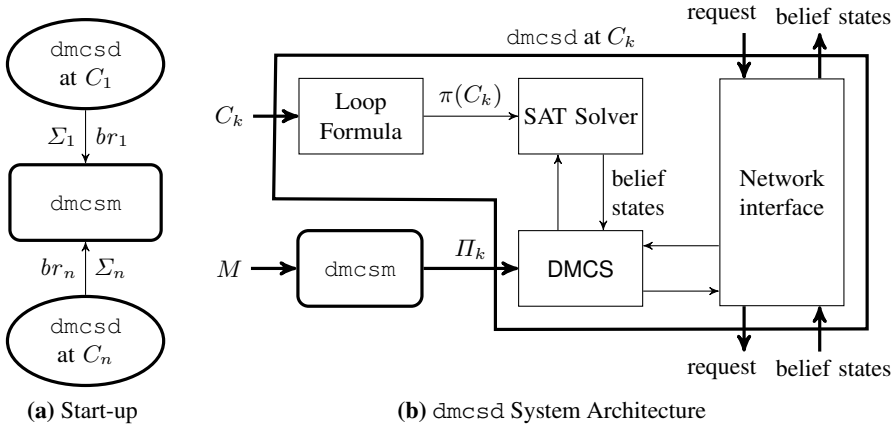 dmcsd
at C1
Σ1 br1
dmcsm
brn Σn
dmcsd
at Cn
(a) Start-up
request belief states
dmcsd at Ck
Ck
Loop
Formula
π(Ck)
SAT Solver
belief
states
Network
interface
M
dmcsm
Πk
DMCS
request belief states
(b) dmcsd System Architecture